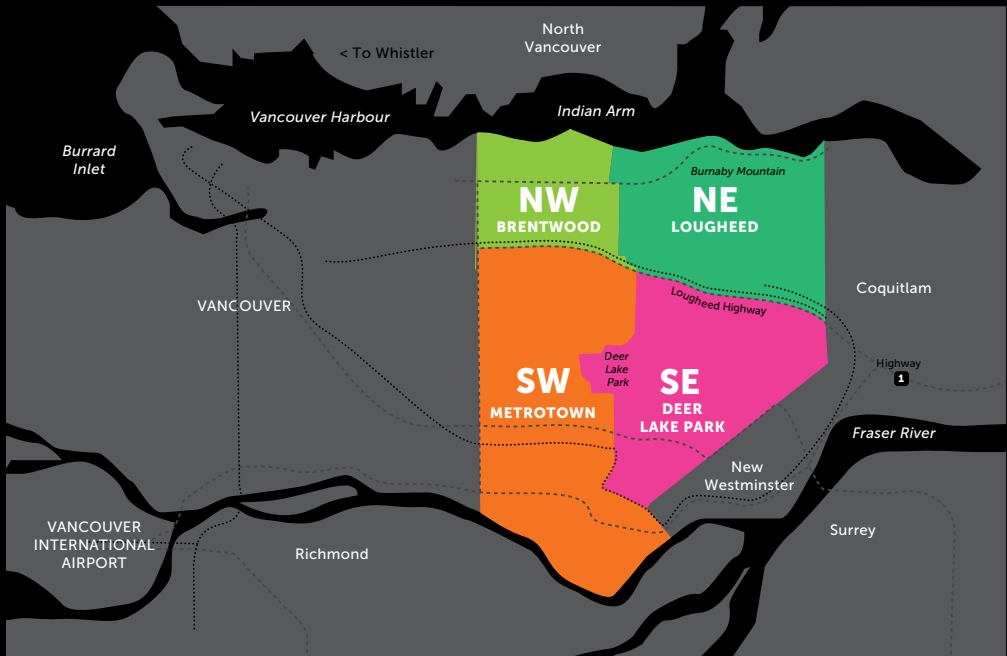 North
Vancouver
< To Whistler
Indian Arm
Vancouver Harbour
Burrard
Inlet
Burnaby Mountain
NW
BRENTWOOD
NE
LOUGHEED
Coquitlam
VANCOUVER
Lougheed Highway
Deer
Lake
Park
Highway
1
SW
METROTOWN
SE
DEER
LAKE PARK
Fraser River
New
Westminster
VANCOUVER
INTERNATIONAL
AIRPORT
Richmond
Surrey